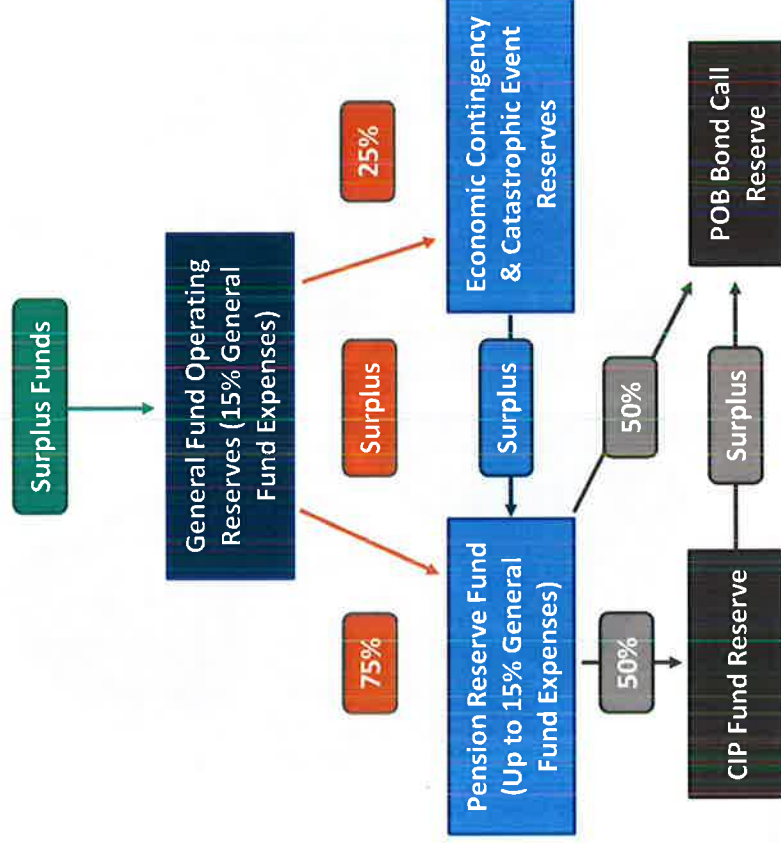 Surplus Funds
General Fund Operating
Reserves (15% General
Fund Expenses)
75%
Surplus
25%
Pension Reserve Fund
(Up to 15% General
Fund Expenses)
Surplus
Economic Contingency
& Catastrophic Event
Reserves
50%
50%
CIP Fund Reserve
Surplus
POB Bond Call
Reserve